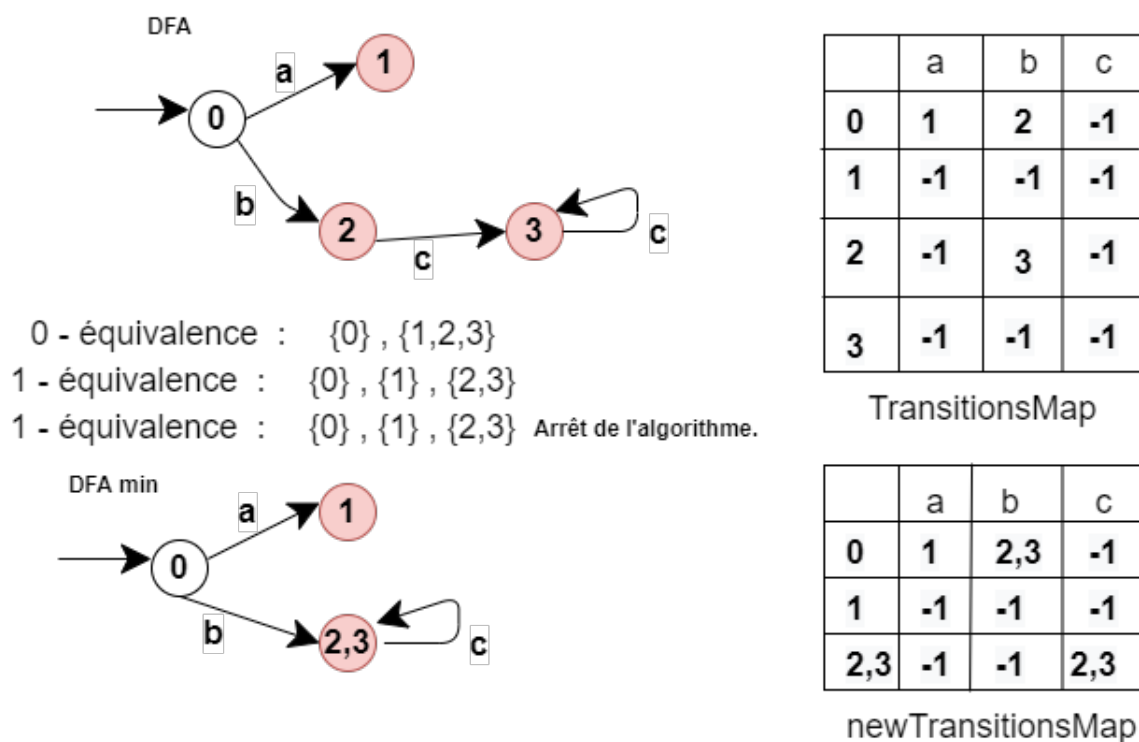 DFA
a
1
0
b
2
c
3
c
a b c
0 1 2 -1
1 -1 -1 -1
2 -1 3 -1
3 -1 -1 -1
TransitionsMap
0 - équivalence : {0} , {1,2,3}
1 - équivalence : {0} , {1} , {2,3}
1 - équivalence : {0} , {1} , {2,3} Arrêt de l'algorithme.
DFA min
a
1
0
b
2,3
c
a b c
0 1 2,3 -1
1 -1 -1 -1
2,3 -1 -1 2,3
newTransitionsMap